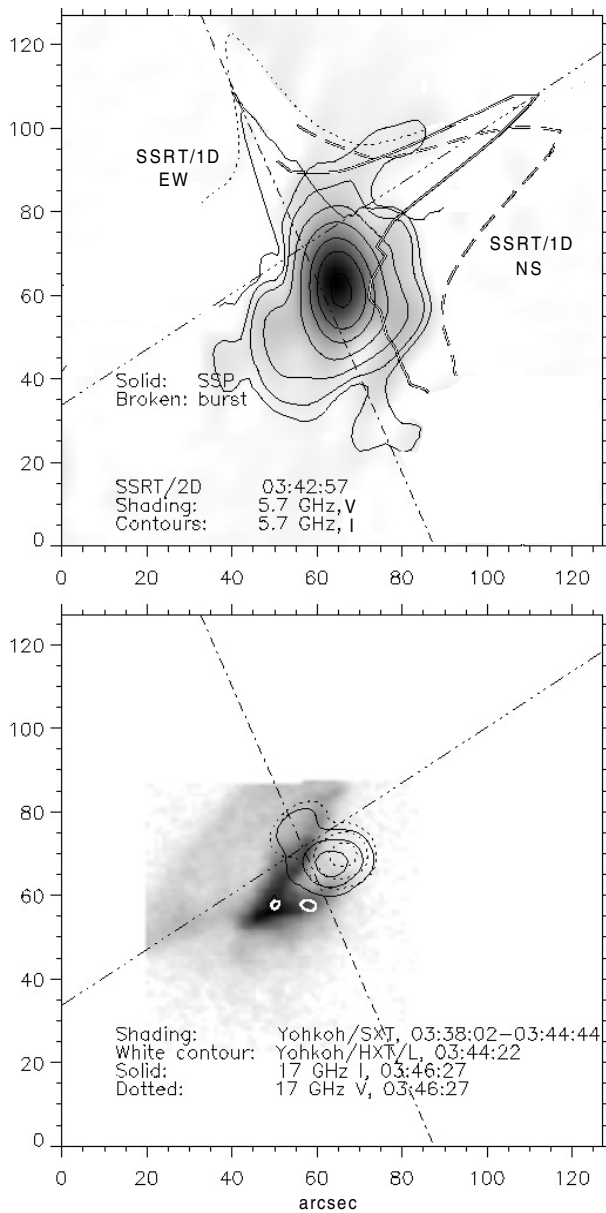 120
100
80
60
40
20
0
SSRT/1D
EW
SSRT/1D
NS
Solid: SSP
Broken: burst
SSRT/2D 03:42:57
Shading: 5.7 GHz,V
Contours: 5.7 GHz,I
0 20 40 60 80 100 120
120
100
80
60
40
20
0
Shading: Yohkoh/SXT, 03:38:02–03:44:44
White contour: Yohkoh/HXT/L, 03:44:22
Solid: 17 GHz I, 03:46:27
Dotted: 17 GHz V, 03:46:27
0 20 40 60 80 100 120
arcsec